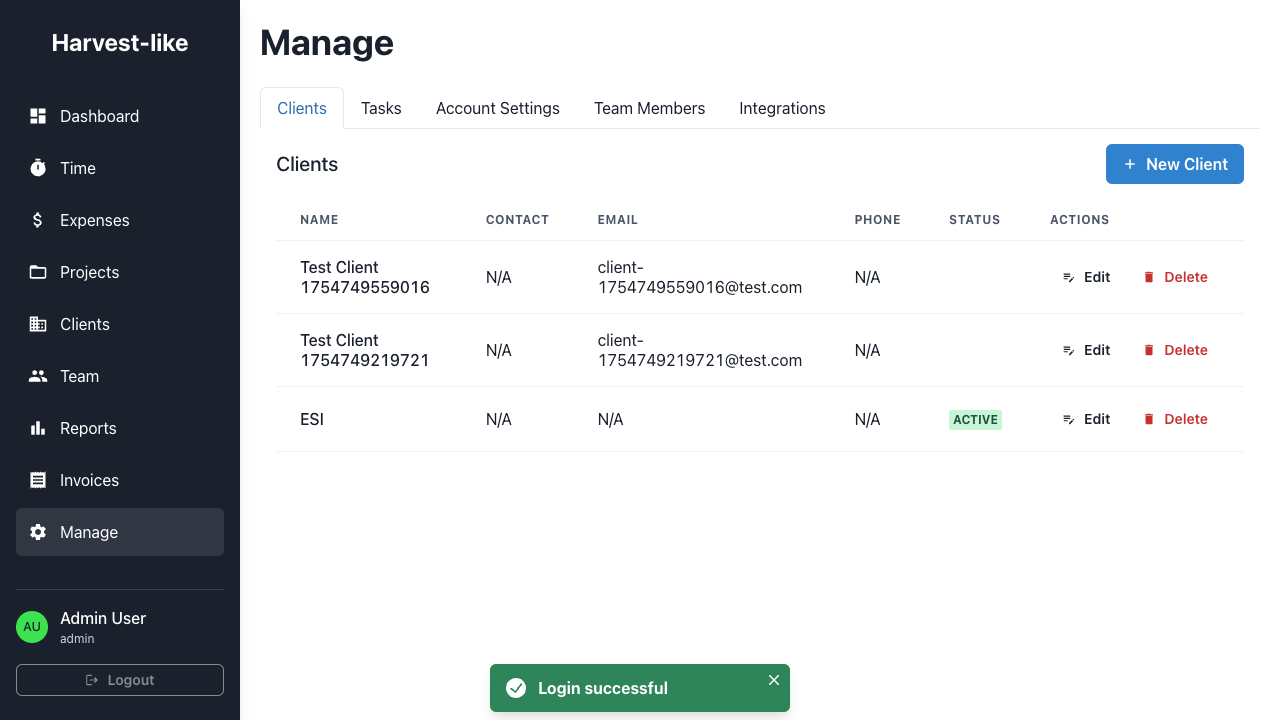 Harvest-like
Dashboard
Time
Expenses
Projects
Clients
Team
Reports
Invoices
Manage
AU
Admin User
admin
Logout
Manage
Clients Tasks Account Settings Team Members Integrations
Clients
+ New Client
NAME CONTACT EMAIL PHONE STATUS ACTIONS
Test Client
1754749559016 N/A client-
1754749559016@test.com N/A Edit Delete
Test Client
1754749219721 N/A client-
1754749219721@test.com N/A Edit Delete
ESI N/A N/A N/A ACTIVE Edit Delete
Login successful